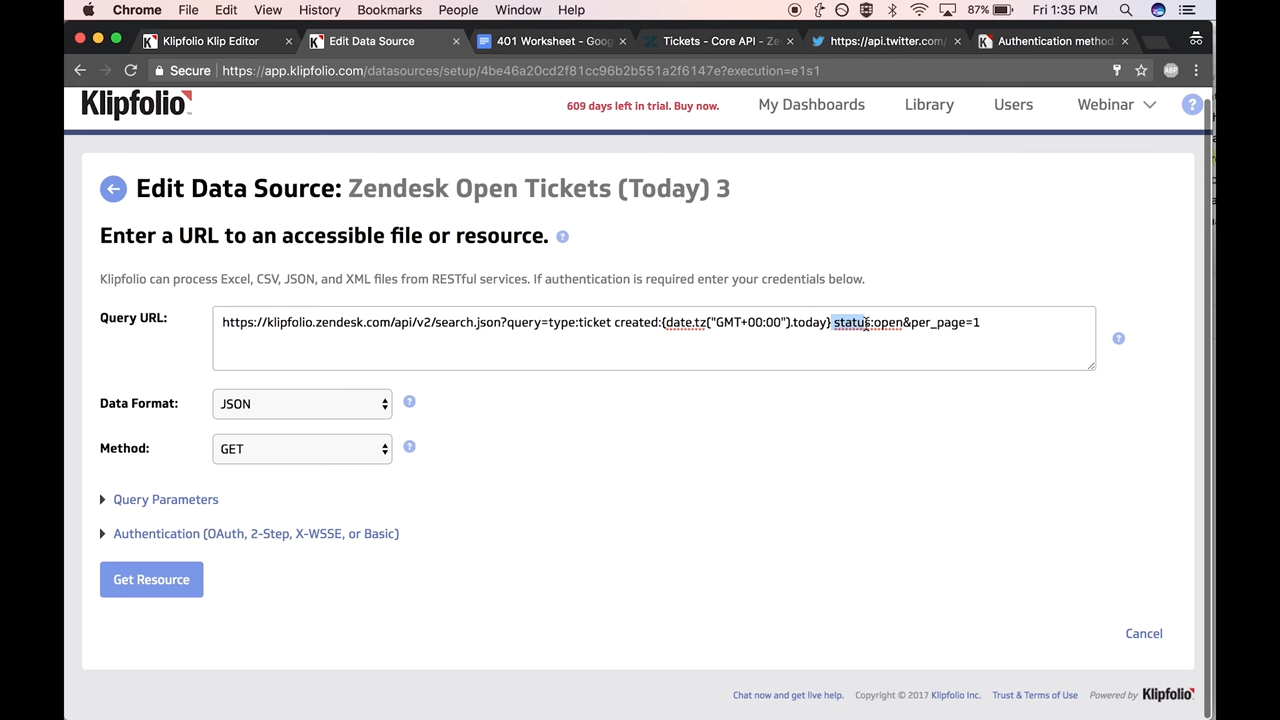 Chrome File Edit View History Bookmarks People Window Help 87% Fri 1:35 PM
Klipfolio Klip Editor × Edit Data Source × 401 Worksheet - Goog × Tickets - Core API - Ze × https://api.twitter.com/ × Authentication method ×
Secure https://app.klipfolio.com/datasources/setup/4be46a20cd2f81cc96b2b551a2f6147e?execution=e1s1 ABP
Klipfolio 609 days left in trial. Buy now. My Dashboards Library Users Webinar ?
Edit Data Source: Zendesk Open Tickets (Today) 3
Enter a URL to an accessible file or resource. ?
Klipfolio can process Excel, CSV, JSON, and XML files from RESTful services. If authentication is required enter your credentials below.
Query URL: https://klipfolio.zendesk.com/api/v2/search.json?query=type:ticket created:{date.tz("GMT+00:00").today} status:open&per_page=1 ?
Data Format: JSON ?
Method: GET ?
Query Parameters
Authentication (OAuth, 2-Step, X-WSSE, or Basic)
Get Resource
Cancel
Chat now and get live help. Copyright © 2017 Klipfolio Inc. Trust & Terms of Use Powered by Klipfolio